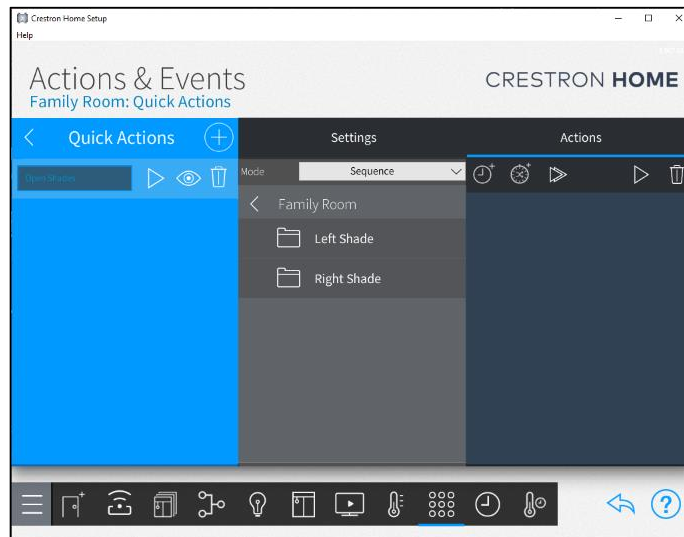 Crestron Home Setup
Help
Actions & Events
CRESTRON HOME
Family Room: Quick Actions
Quick Actions
Settings
Actions
Open Shades
Mode
Sequence
Family Room
Left Shade
Right Shade
?